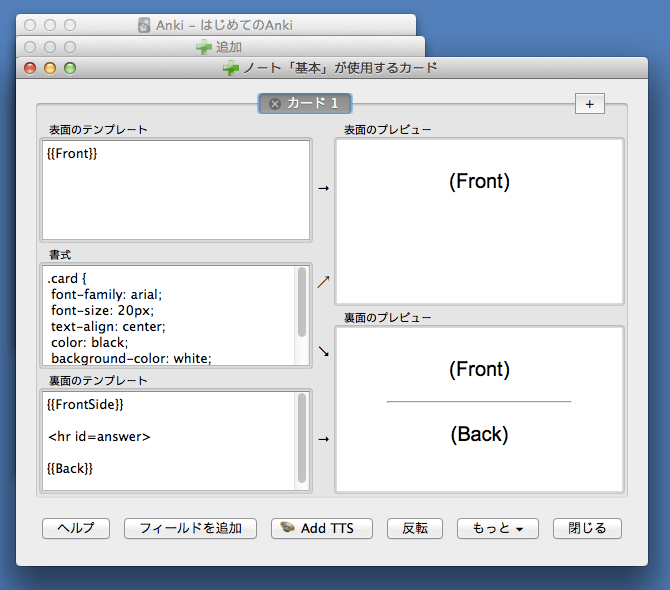 Anki – はじめてのAnki
追加
ノート「基本」が使用するカード
カード 1
+
表面のテンプレート
{{Front}}
表面のプレビュー
(Front)
書式
.card {
font-family: arial;
font-size: 20px;
text-align: center;
color: black;
background-color: white;
裏面のテンプレート
{{FrontSide}}
<hr id=answer>
{{Back}}
裏面のプレビュー
(Front)
(Back)
ヘルプ
フィールドを追加
Add TTS
反転
もっと
閉じる